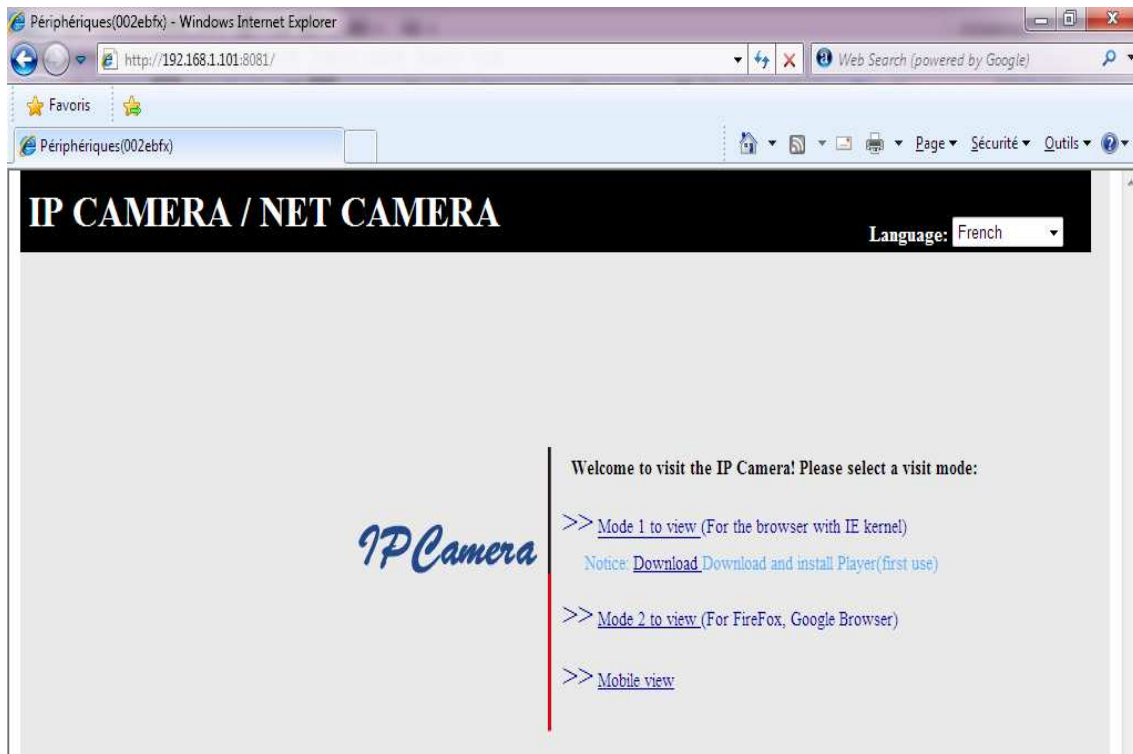 Périphériques(002ebfx) - Windows Internet Explorer
http://192.168.1.101:8081/
Web Search (powered by Google)
Favoris
Périphériques(002ebfx)
Page
Sécurité
Outils
IP CAMERA / NET CAMERA
Language: French
Welcome to visit the IP Camera! Please select a visit mode:
>> Mode 1 to view (For the browser with IE kernel)
IPCamera
Notice: Download Download and install Player(first use)
>> Mode 2 to view (For FireFox, Google Browser)
>> Mobile view